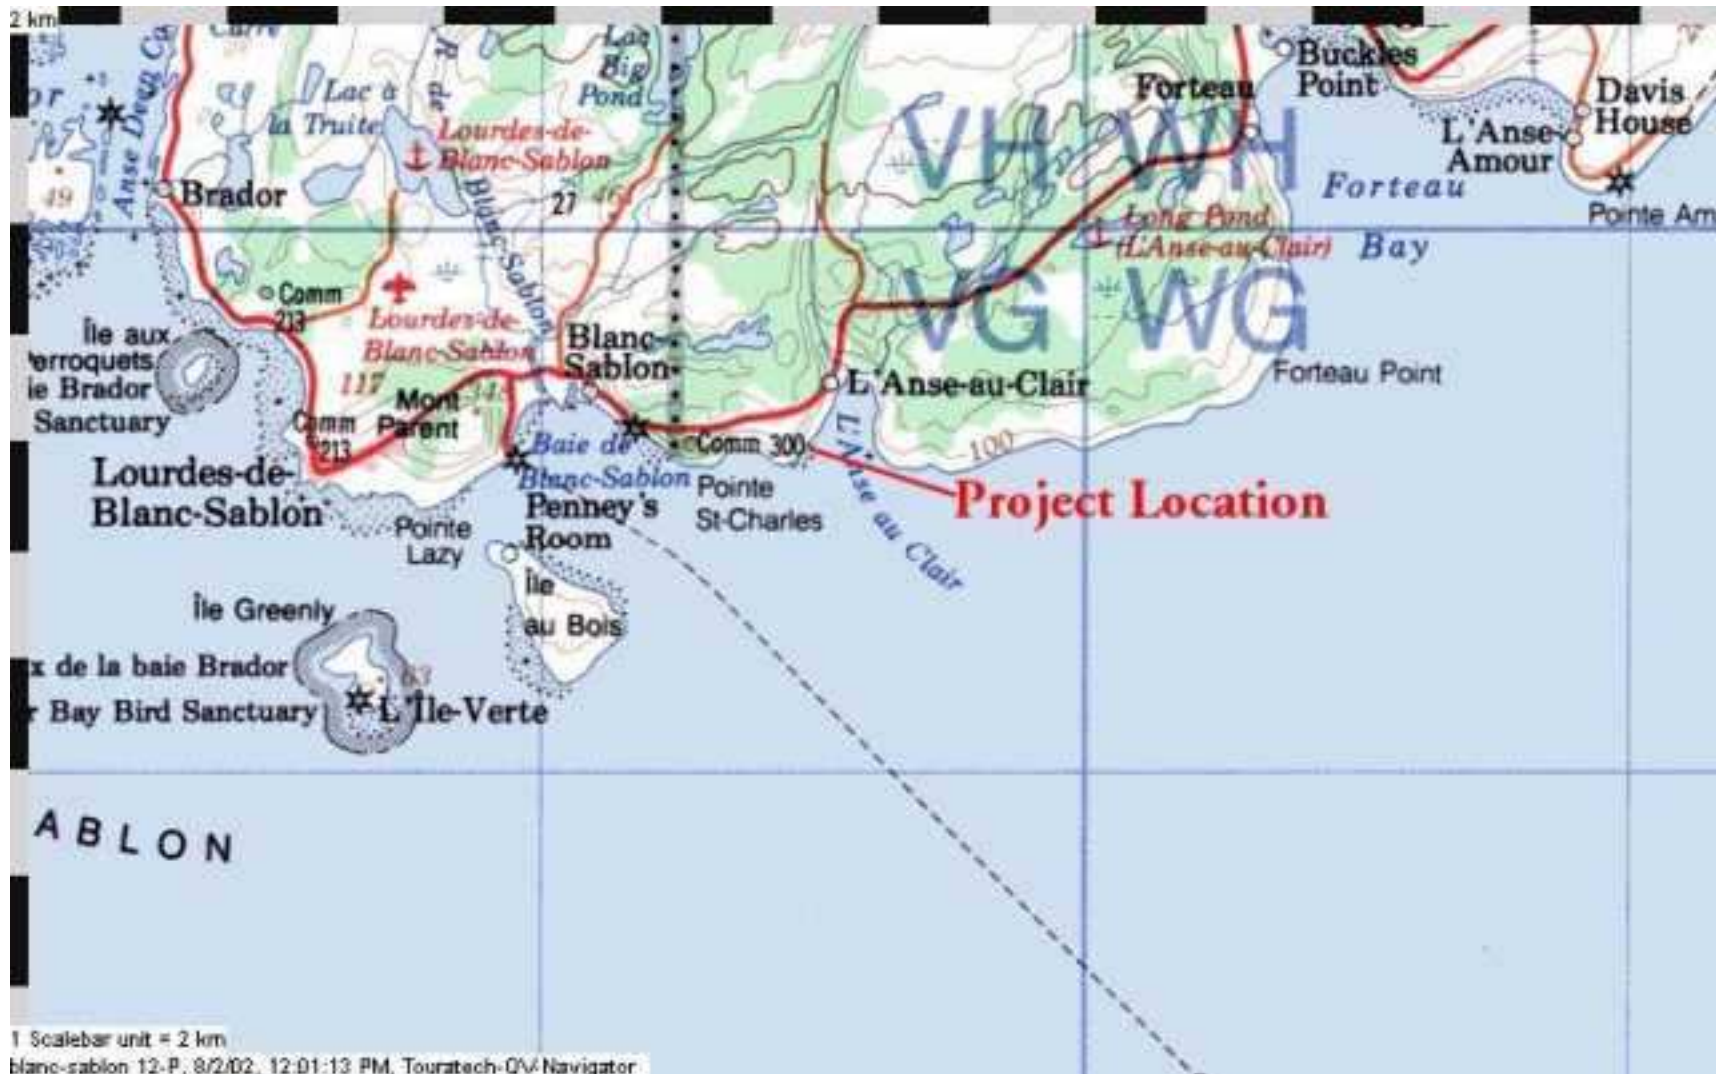 2 km
Lac
Big
Pond
R. de
Buckles
Point
Forteau
Davis
House
or
Lac à
la Truite
Lourdes-de-
Blanc-Sablon
VH WH
L'Anse-
Amour
49
Brador
27
46
Forteau
Pointe Am
Long Pond
(L'Anse-au-Clair)
Bay
Blanc-Sablon
Comm
213
Lourdes-de-
Blanc-Sablon
VG WG
Île aux
Perroquets
ie Brador
Sanctuary
Blanc-
Sablon
117
Mont
Parent
L'Anse-au-Clair
Forteau Point
Comm
213
Baie de
Blanc-Sablon
Comm 300
100
Lourdes-de-
Blanc-Sablon
Pointe
St-Charles
L'Anse au Clair
Project Location
Penney's
Room
Pointe
Lazy
Île
au Bois
Île Greenly
x de la baie Brador
r Bay Bird Sanctuary
L'Île-Verte
ABLON
1 Scalebar unit = 2 km
blanc-sablon 12-P, 8/2/02, 12:01:13 PM, Touratech-QV-Navigator